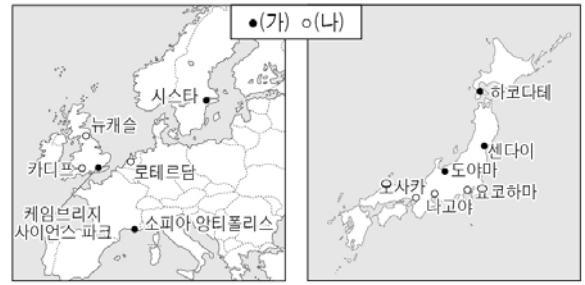 ●(가) ○(나)
시스타
뉴캐슬
카디프
로테르담
케임브리지
사이언스 파크
소피아 앙티폴리스
하코다테
센다이
도야마
오사카
요코하마
나고야